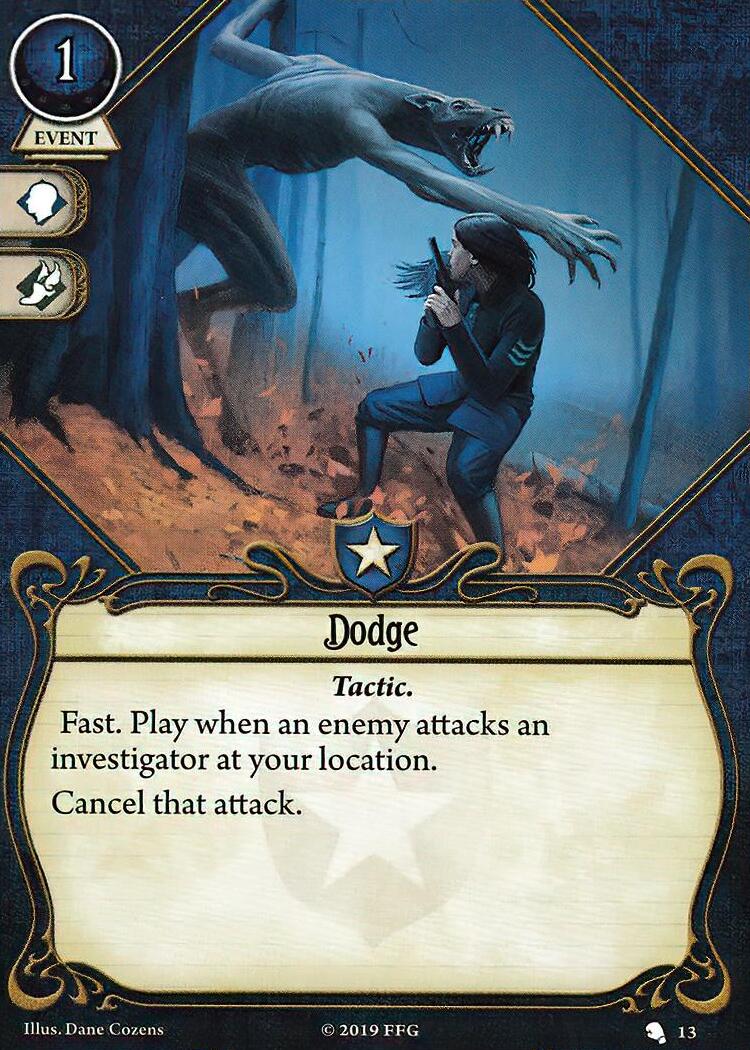 1
EVENT
Dodge
Tactic.
Fast. Play when an enemy attacks an
investigator at your location.
Cancel that attack.
Illus. Dane Cozens
© 2019 FFG
13